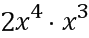 2x⁴ · x³